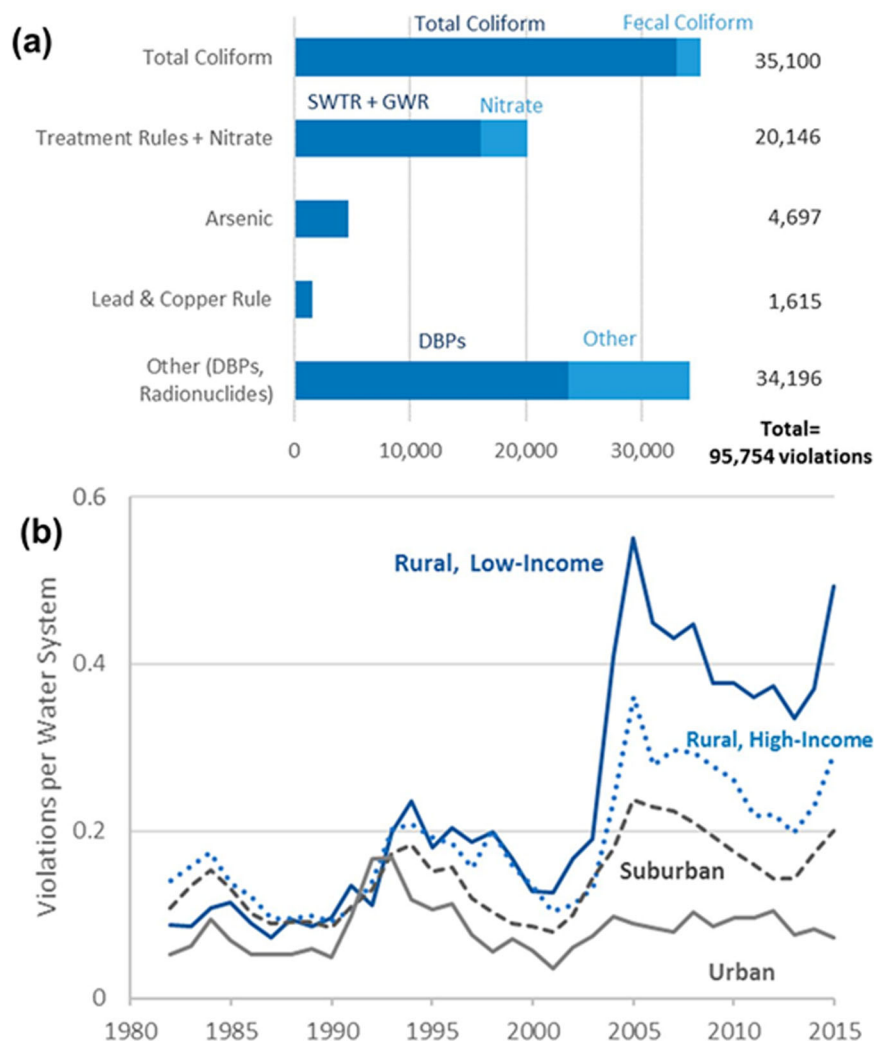 (a)
Total Coliform Fecal Coliform
Total Coliform 35,100
SWTR + GWR Nitrate
Treatment Rules + Nitrate 20,146
Arsenic 4,697
Lead & Copper Rule 1,615
DBPs Other
Other (DBPs,
Radionuclides) 34,196
Total=
95,754 violations
0 10,000 20,000 30,000
(b)
Violations per Water System
0.6
0.4
0.2
0
Rural, Low-Income
Rural, High-Income
Suburban
Urban
1980 1985 1990 1995 2000 2005 2010 2015